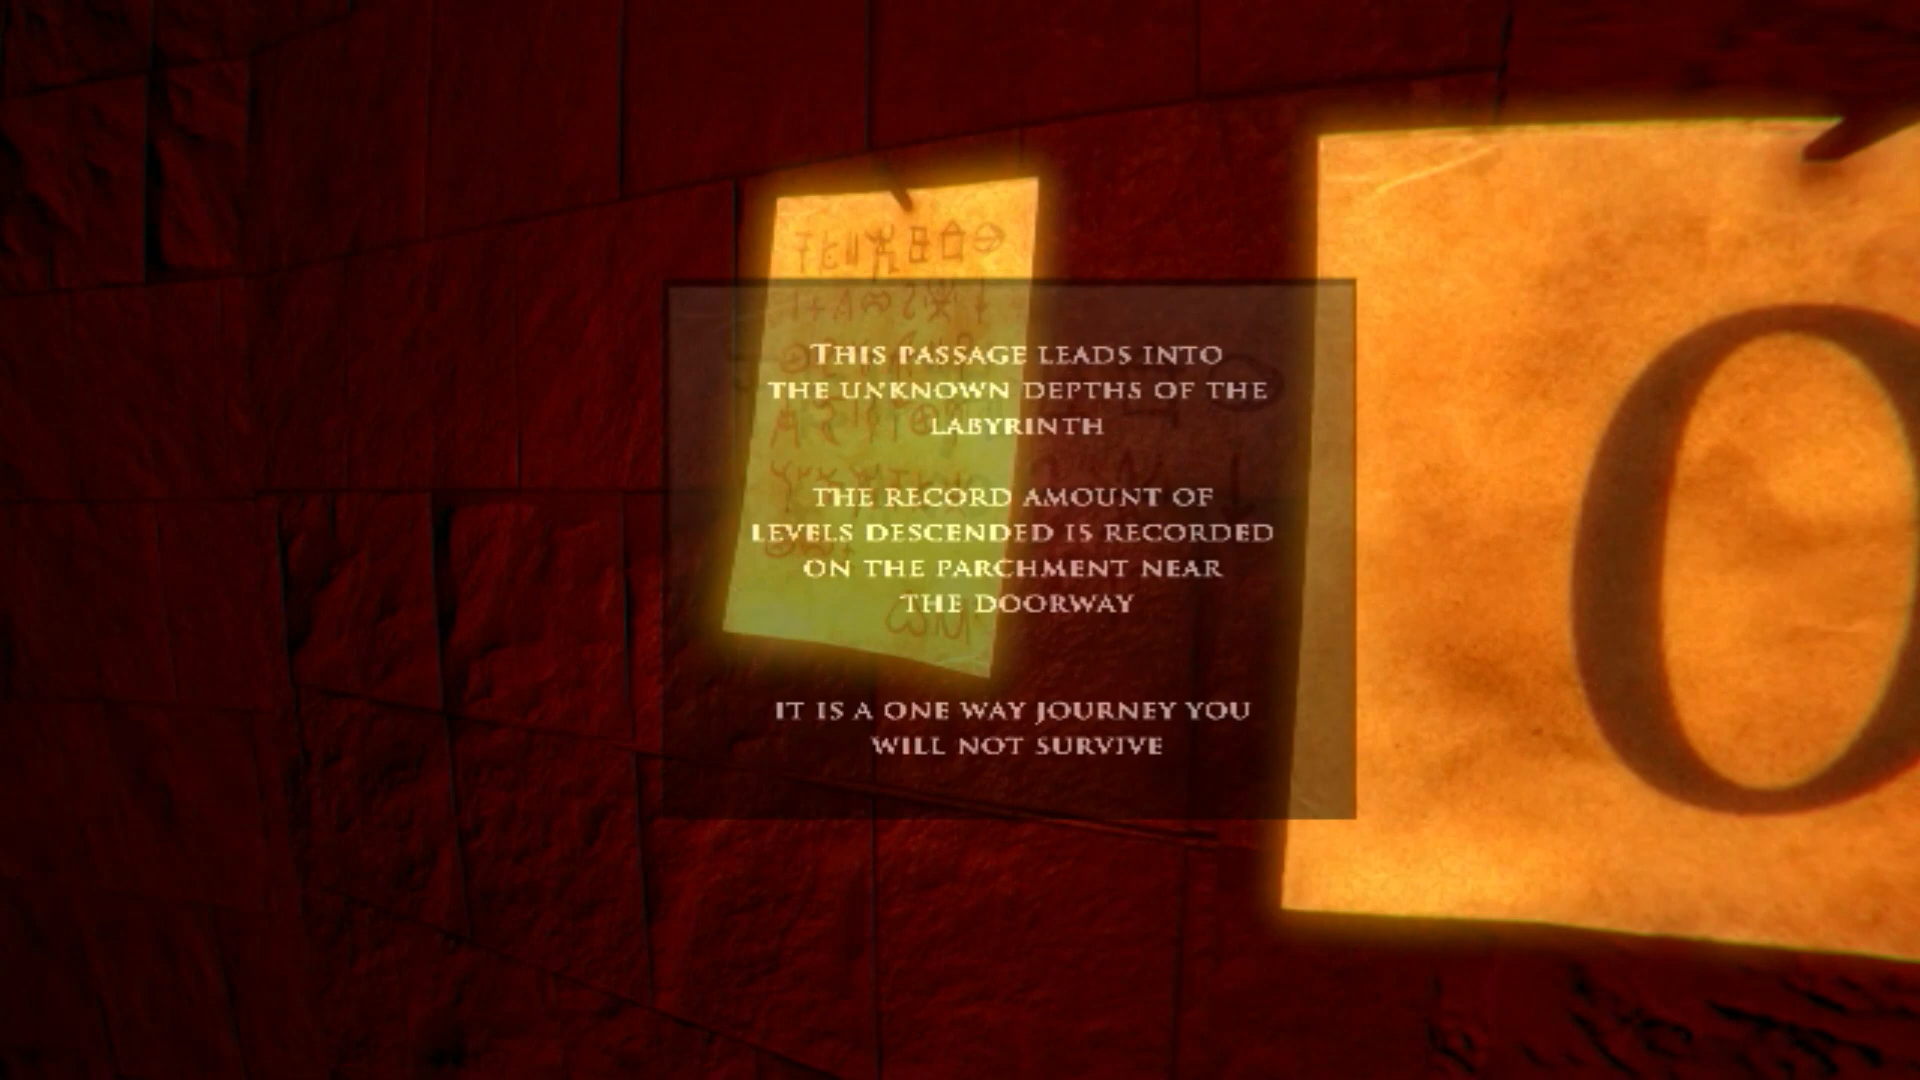 THIS PASSAGE LEADS INTO
THE UNKNOWN DEPTHS OF THE
LABYRINTH
THE RECORD AMOUNT OF
LEVELS DESCENDED IS RECORDED
ON THE PARCHMENT NEAR
THE DOORWAY
IT IS A ONE WAY JOURNEY YOU
WILL NOT SURVIVE
0